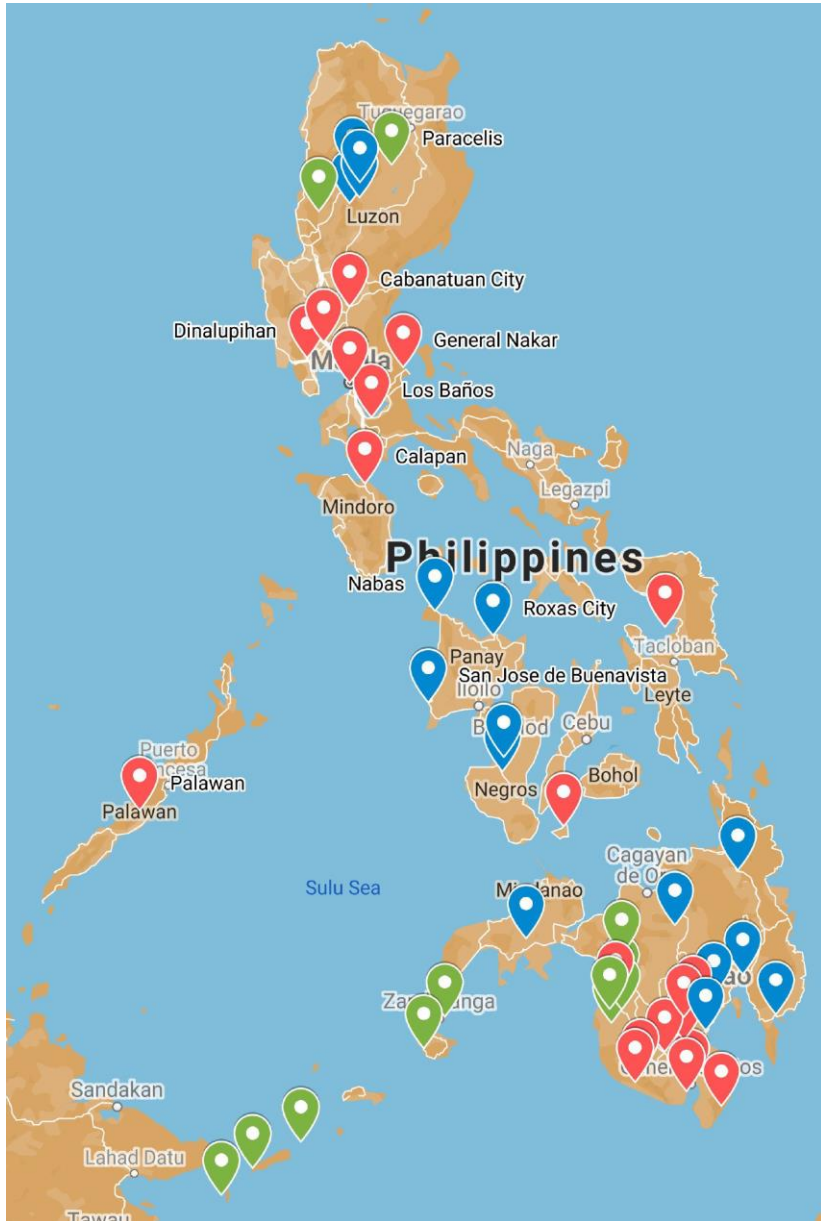 Tuguegarao
Paracelis
Luzon
Cabanatuan City
Dinalupihan
General Nakar
Los Baños
Calapan
Naga
Legazpi
Mindoro
Philippines
Nabas
Roxas City
Tacloban
Panay
San Jose de Buenavista
Iloilo
Leyte
Cebu
Puerto
Palawan
Palawan
Bohol
Negros
Cagayan
Sulu Sea
Sandakan
Lahad Datu
Tawau